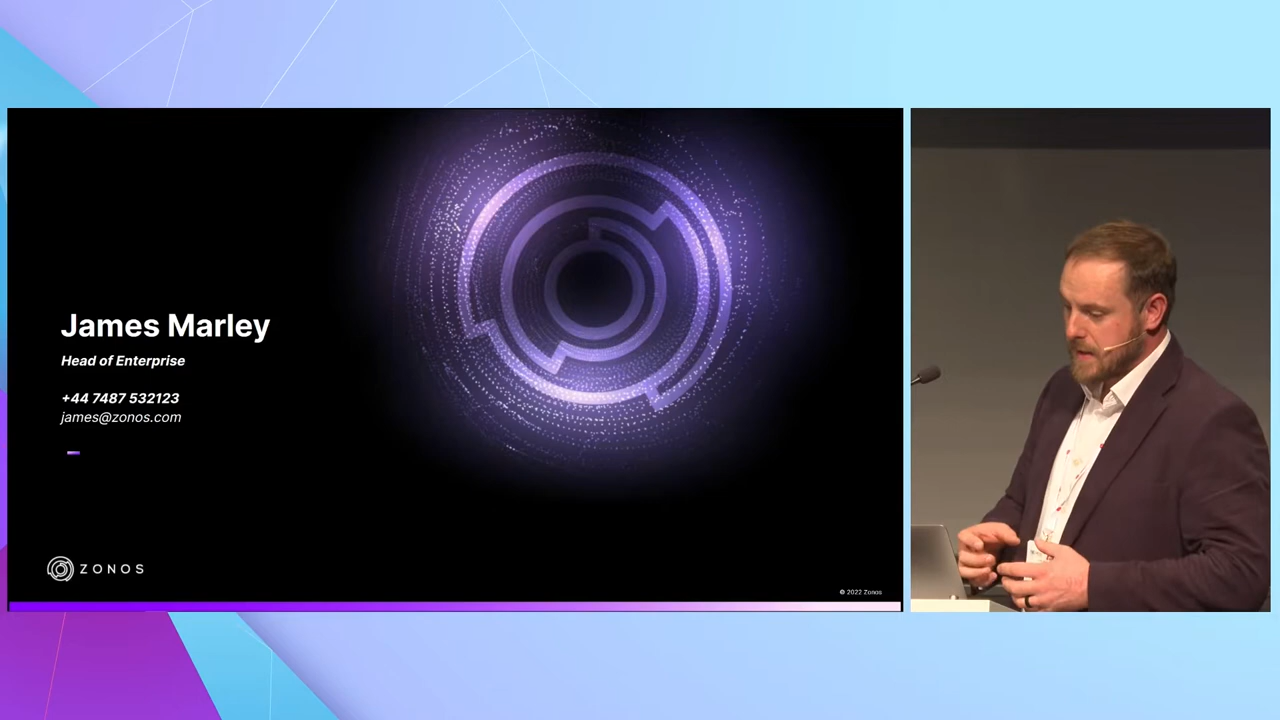 James Marley
Head of Enterprise
+44 7487 532123
james@zonos.com
ZONOS
© 2022 Zonos